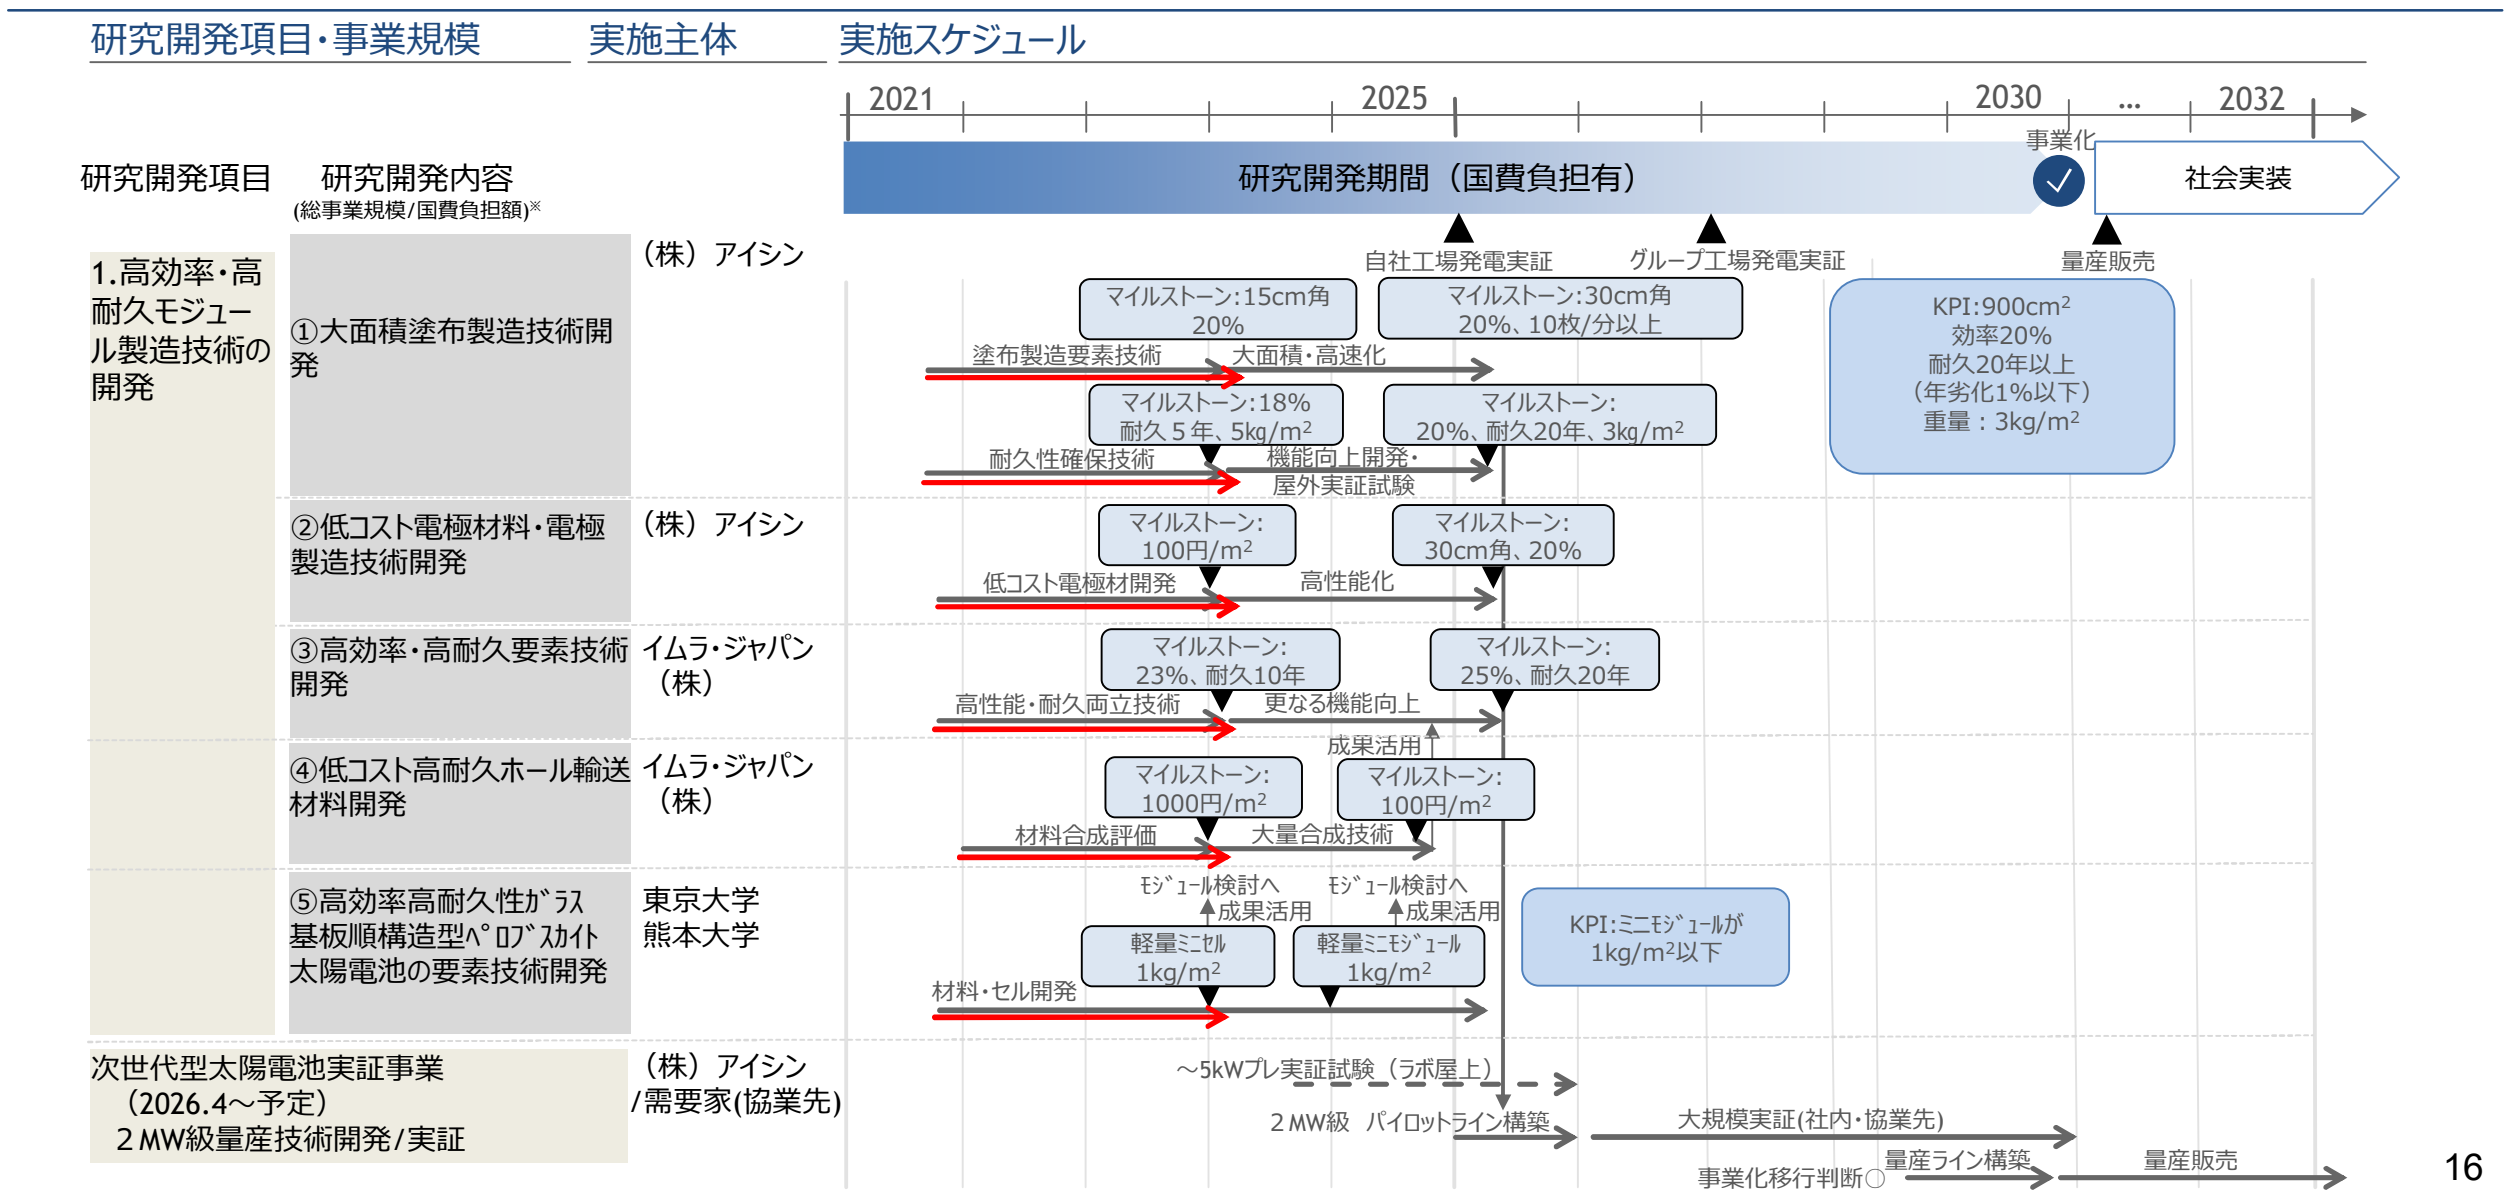 研究開発項目・事業規模
実施主体
実施スケジュール
2021
2025
2030
...
2032
事業化
研究開発項目
研究開発内容
(総事業規模/国費負担額)※
研究開発期間（国費負担有）
社会実装
自社工場発電実証
グループ工場発電実証
量産販売
1.高効率・高
耐久モジュー
ル製造技術の
開発
①大面積塗布製造技術開
発
（株）アイシン
マイルストーン:15cm角
20%
マイルストーン:30cm角
20%、10枚/分以上
KPI:900cm²
効率20%
耐久20年以上
（年劣化1%以下）
重量：3kg/m²
塗布製造要素技術
大面積・高速化
マイルストーン:18%
耐久５年、5kg/m²
マイルストーン:
20%、耐久20年、3kg/m²
耐久性確保技術
機能向上開発・
屋外実証試験
②低コスト電極材料・電極
製造技術開発
（株）アイシン
マイルストーン:
100円/m²
マイルストーン:
30cm角、20%
低コスト電極材開発
高性能化
③高効率・高耐久要素技術
開発
イムラ・ジャパン
（株）
マイルストーン:
23%、耐久10年
マイルストーン:
25%、耐久20年
高性能・耐久両立技術
更なる機能向上
成果活用
④低コスト高耐久ホール輸送
材料開発
イムラ・ジャパン
（株）
マイルストーン:
1000円/m²
マイルストーン:
100円/m²
材料合成評価
大量合成技術
⑤高効率高耐久性ｶﾞﾗｽ
基板順構造型ﾍﾟﾛﾌﾞｽｶｲﾄ
太陽電池の要素技術開発
東京大学
熊本大学
ﾓｼﾞｭｰﾙ検討へ
成果活用
ﾓｼﾞｭｰﾙ検討へ
成果活用
軽量ﾐﾆｾﾙ
1kg/m²
軽量ﾐﾆﾓｼﾞｭｰﾙ
1kg/m²
KPI:ﾐﾆﾓｼﾞｭｰﾙが
1kg/m²以下
材料・セル開発
次世代型太陽電池実証事業
（2026.4～予定）
２MW級量産技術開発/実証
（株）アイシン
/需要家(協業先)
～5kWプレ実証試験（ラボ屋上）
２MW級 パイロットライン構築
大規模実証(社内・協業先)
事業化移行判断○
量産ライン構築
量産販売
16